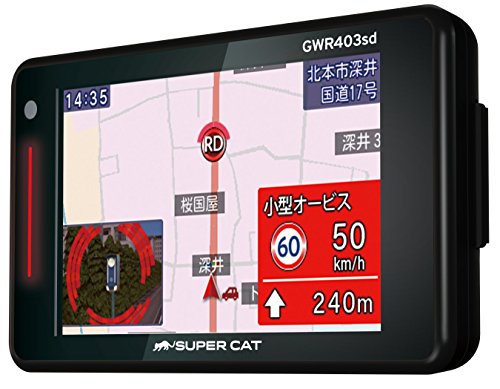 GWR403sd
14:35
北本市深井
国道17号
RD
深井3
桜国屋
深井
小型オービス
60
50
km/h
240m
SUPER CAT